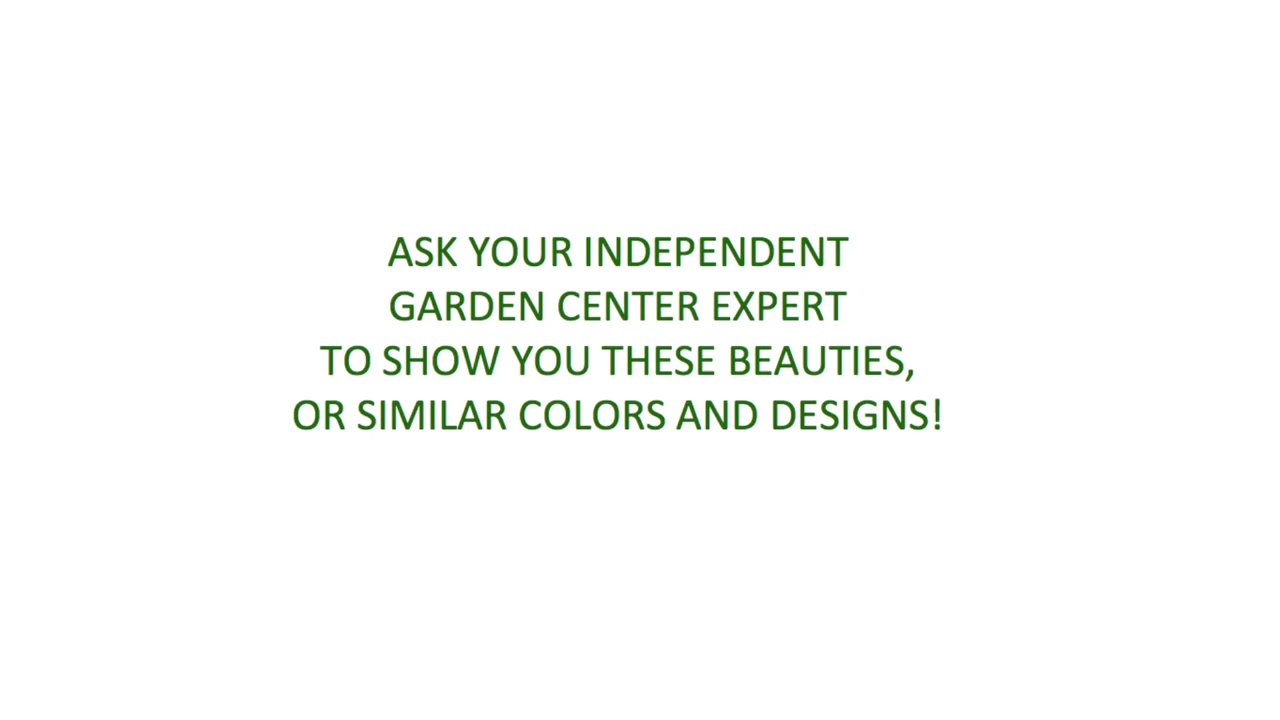 ASK YOUR INDEPENDENT
GARDEN CENTER EXPERT
TO SHOW YOU THESE BEAUTIES,
OR SIMILAR COLORS AND DESIGNS!